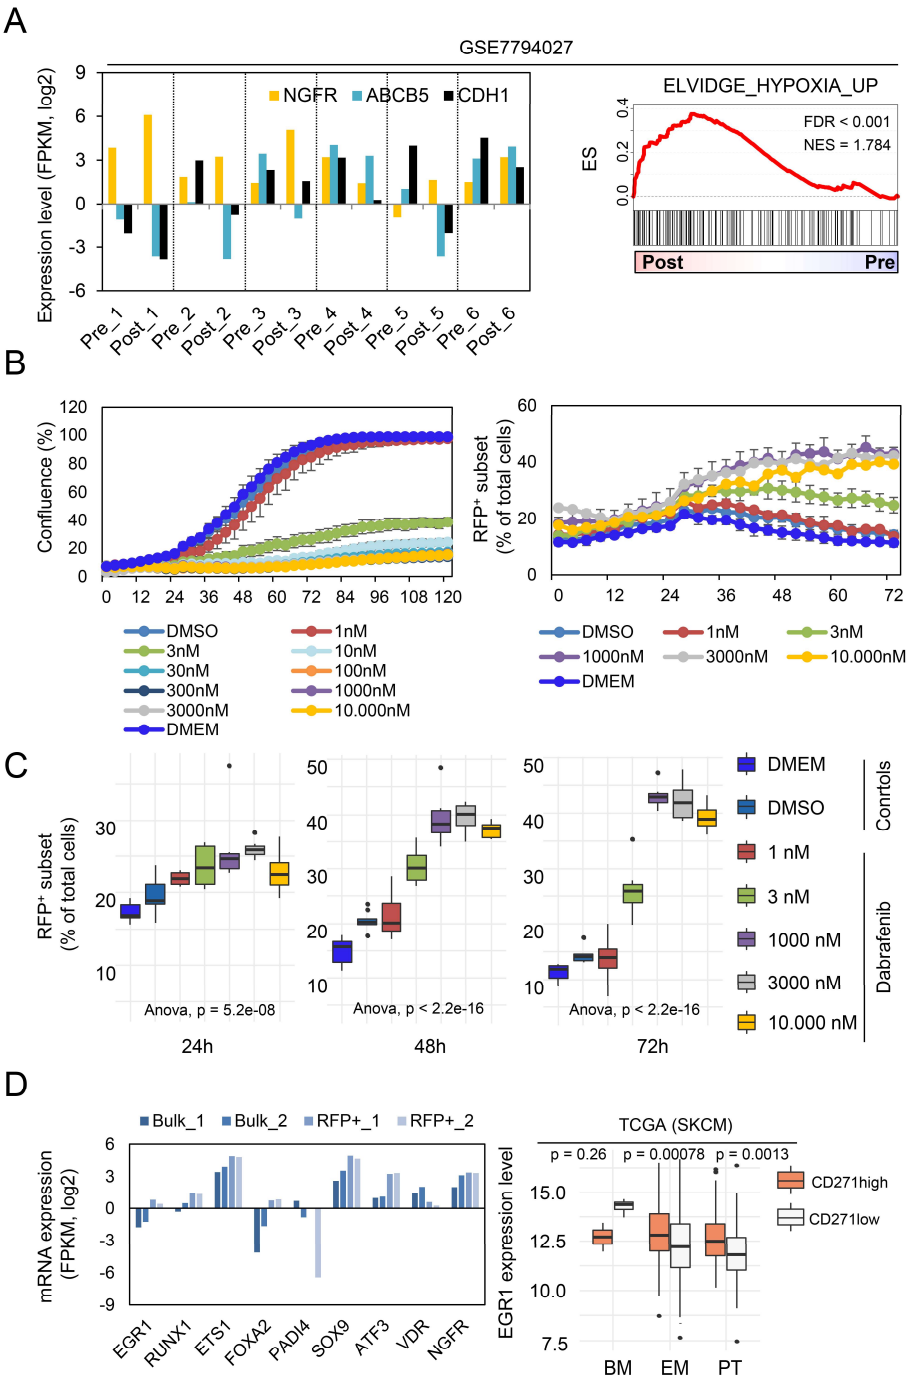 A
GSE7794027
9
6
3
0
-3
-6
Expression level (FPKM, log2)
NGFR ABCB5 CDH1
Pre_1 Post_1 Pre_2 Post_2 Pre_3 Post_3 Pre_4 Post_4 Pre_5 Post_5 Pre_6 Post_6
ELVIDGE_HYPOXIA_UP
FDR < 0.001
NES = 1.784
ES
0.4
0.2
0.0
0
Post Pre
B
120
100
80
60
40
20
0
Confluence (%)
0 12 24 36 48 60 72 84 96 108 120
DMSO 1nM
3nM 10nM
30nM 100nM
300nM 1000nM
3000nM 10.000nM
DMEM
60
40
20
0
RFP+ subset
(% of total cells)
0 12 24 36 48 60 72
DMSO 1nM 3nM
1000nM 3000nM 10.000nM
DMEM
C
RFP+ subset
(% of total cells)
30
20
10
Anova, p = 5.2e-08
24h
50
40
30
20
10
Anova, p < 2.2e-16
48h
50
40
30
20
10
Anova, p < 2.2e-16
72h
DMEM
DMSO
1 nM
3 nM
1000 nM
3000 nM
10.000 nM
Conrtols
Dabrafenib
D
Bulk_1 Bulk_2 RFP+_1 RFP+_2
6
3
0
-3
-6
-9
mRNA expression
(FPKM, log2)
EGR1 RUNX1 ETS1 FOXA2 PADI4 SOX9 ATF3 VDR NGFR
TCGA (SKCM)
p = 0.26 p = 0.00078 p = 0.0013
15.0
12.5
10.0
7.5
EGR1 expression level
BM EM PT
CD271high
CD271low